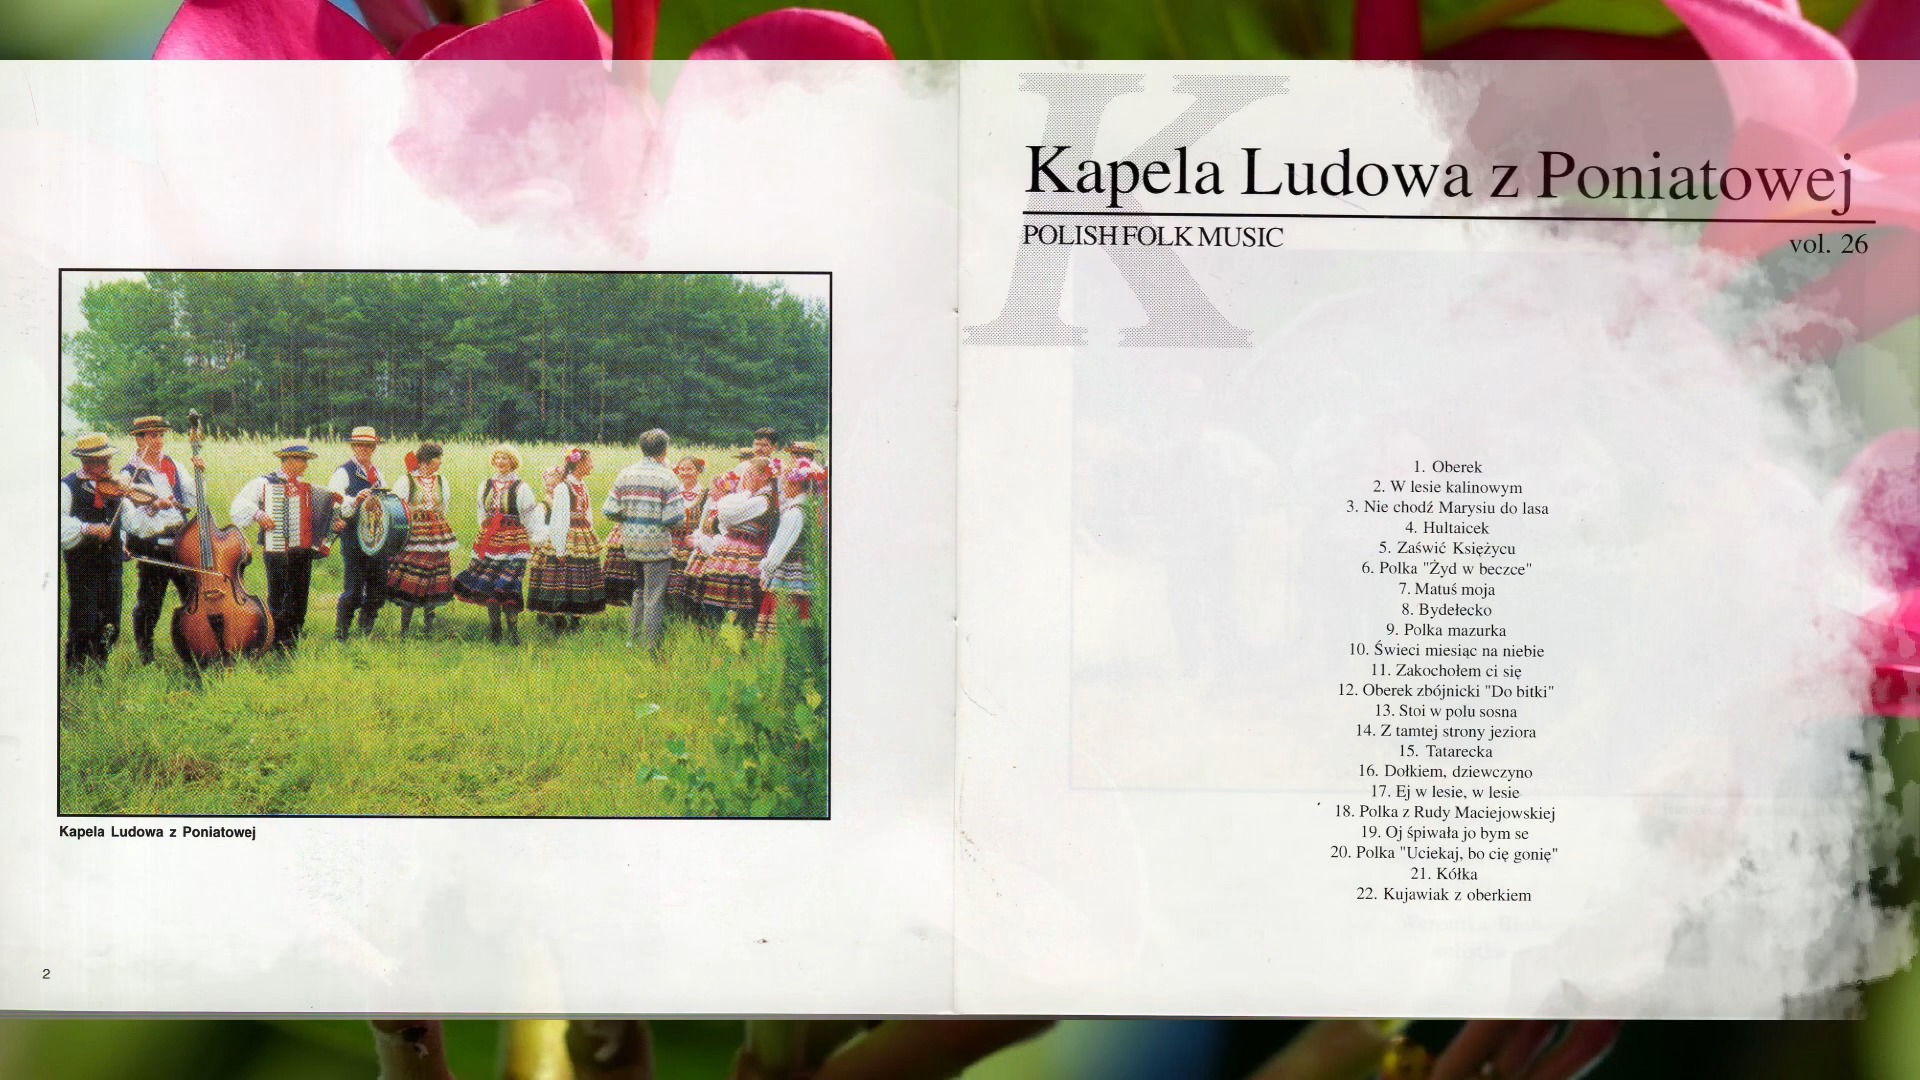 Kapela Ludowa z Poniatowej
2
K
Kapela Ludowa z Poniatowej
POLISH FOLK MUSIC
vol. 26
1. Oberek
2. W lesie kalinowym
3. Nie chodź Marysiu do lasa
4. Hultaicek
5. Zaświć Księżycu
6. Polka "Żyd w beczce"
7. Matuś moja
8. Bydełecko
9. Polka mazurka
10. Świeci miesiąc na niebie
11. Zakochołem ci się
12. Oberek zbójnicki "Do bitki"
13. Stoi w polu sosna
14. Z tamtej strony jeziora
15. Tatarecka
16. Dołkiem, dziewczyno
17. Ej w lesie, w lesie
18. Polka z Rudy Maciejowskiej
19. Oj śpiwała jo bym se
20. Polka "Uciekaj, bo cię gonię"
21. Kółka
22. Kujawiak z oberkiem